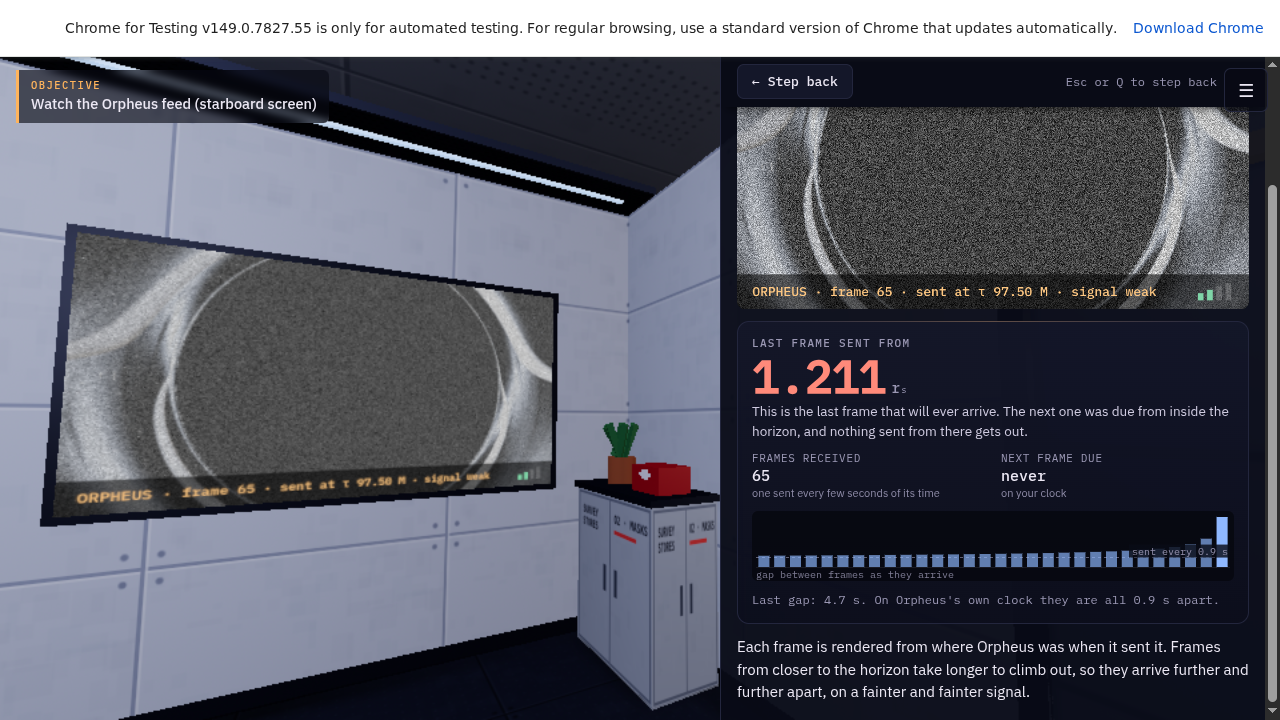 Chrome for Testing v149.0.7827.55 is only for automated testing. For regular browsing, use a standard version of Chrome that updates automatically. Download Chrome
OBJECTIVE
Watch the Orpheus feed (starboard screen)
ORPHEUS · frame 65 · sent at τ 97.50 M · signal weak
SURVEY STORES
O2 · MASKS
SURVEY STORES
O2 · MASKS
← Step back
Esc or Q to step back
☰
ORPHEUS · frame 65 · sent at τ 97.50 M · signal weak
LAST FRAME SENT FROM
1.211 rs
This is the last frame that will ever arrive. The next one was due from inside the
horizon, and nothing sent from there gets out.
FRAMES RECEIVED
65
one sent every few seconds of its time
NEXT FRAME DUE
never
on your clock
sent every 0.9 s
gap between frames as they arrive
Last gap: 4.7 s. On Orpheus's own clock they are all 0.9 s apart.
Each frame is rendered from where Orpheus was when it sent it. Frames
from closer to the horizon take longer to climb out, so they arrive further and
further apart, on a fainter and fainter signal.